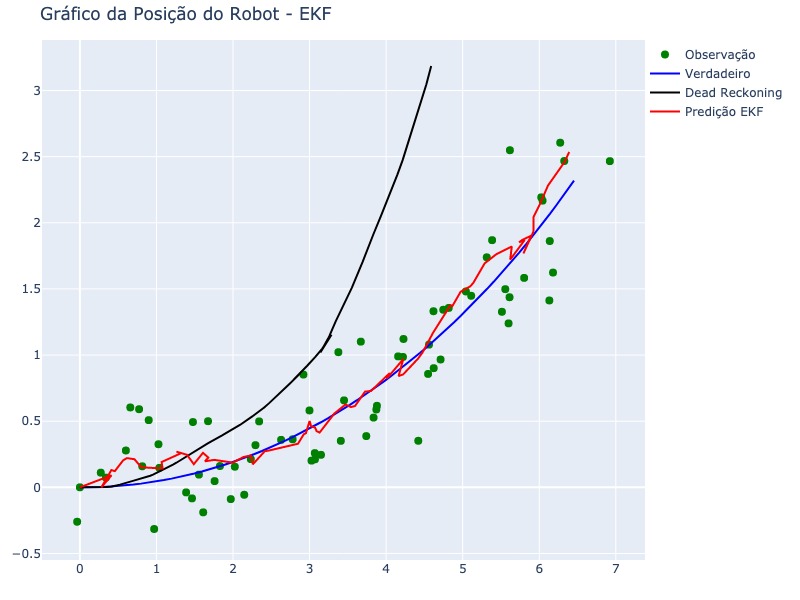 Gráfico da Posição do Robot - EKF
Observação
Verdadeiro
Dead Reckoning
Predição EKF
3
2.5
2
1.5
1
0.5
0
−0.5
0 1 2 3 4 5 6 7